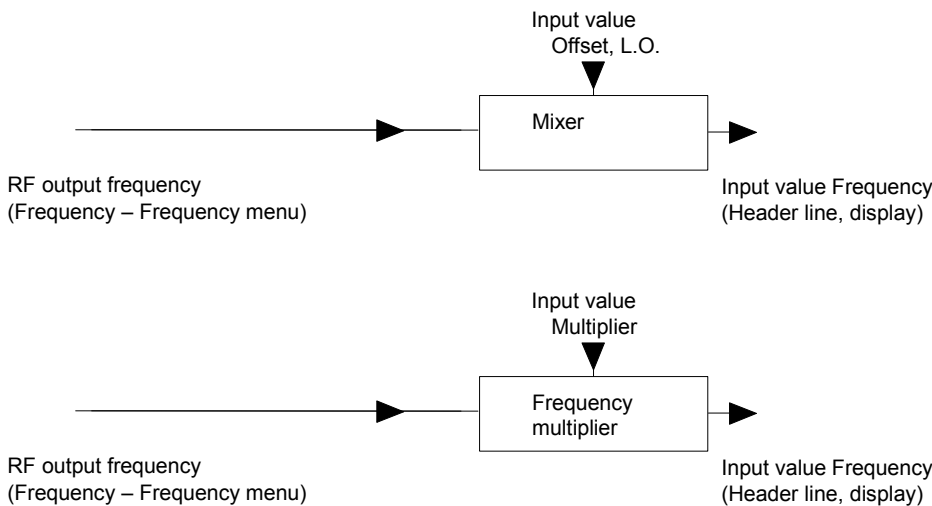 Input value
Offset, L.O.
Mixer
RF output frequency
(Frequency – Frequency menu)
Input value Frequency
(Header line, display)
Input value
Multiplier
Frequency
multiplier
RF output frequency
(Frequency – Frequency menu)
Input value Frequency
(Header line, display)